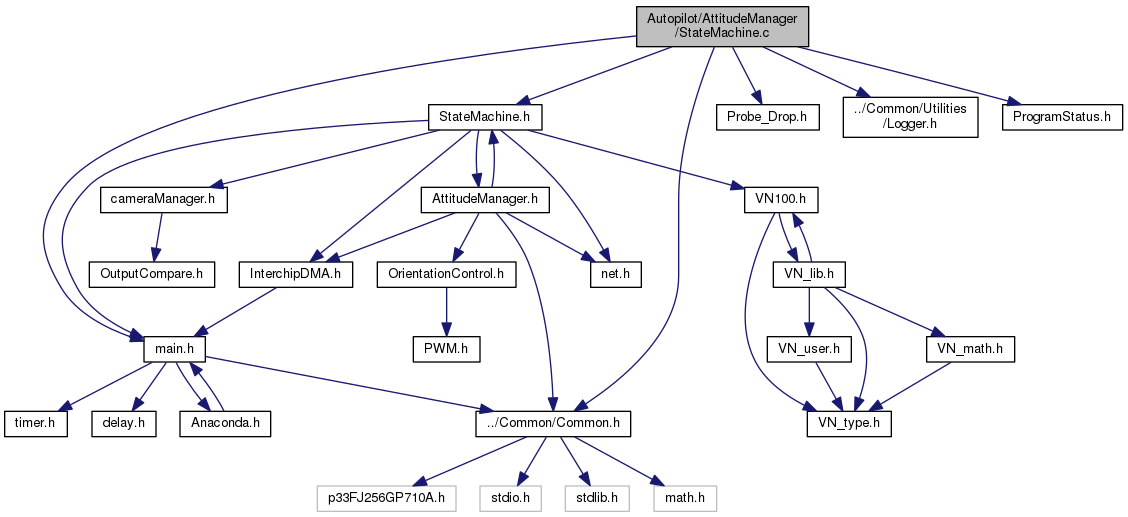 Autopilot/AttitudeManager
/StateMachine.c
StateMachine.h
Probe_Drop.h
../Common/Utilities
/Logger.h
ProgramStatus.h
cameraManager.h
AttitudeManager.h
VN100.h
OutputCompare.h
InterchipDMA.h
OrientationControl.h
net.h
VN_lib.h
main.h
PWM.h
VN_user.h
VN_math.h
timer.h
delay.h
Anaconda.h
../Common/Common.h
VN_type.h
p33FJ256GP710A.h
stdio.h
stdlib.h
math.h